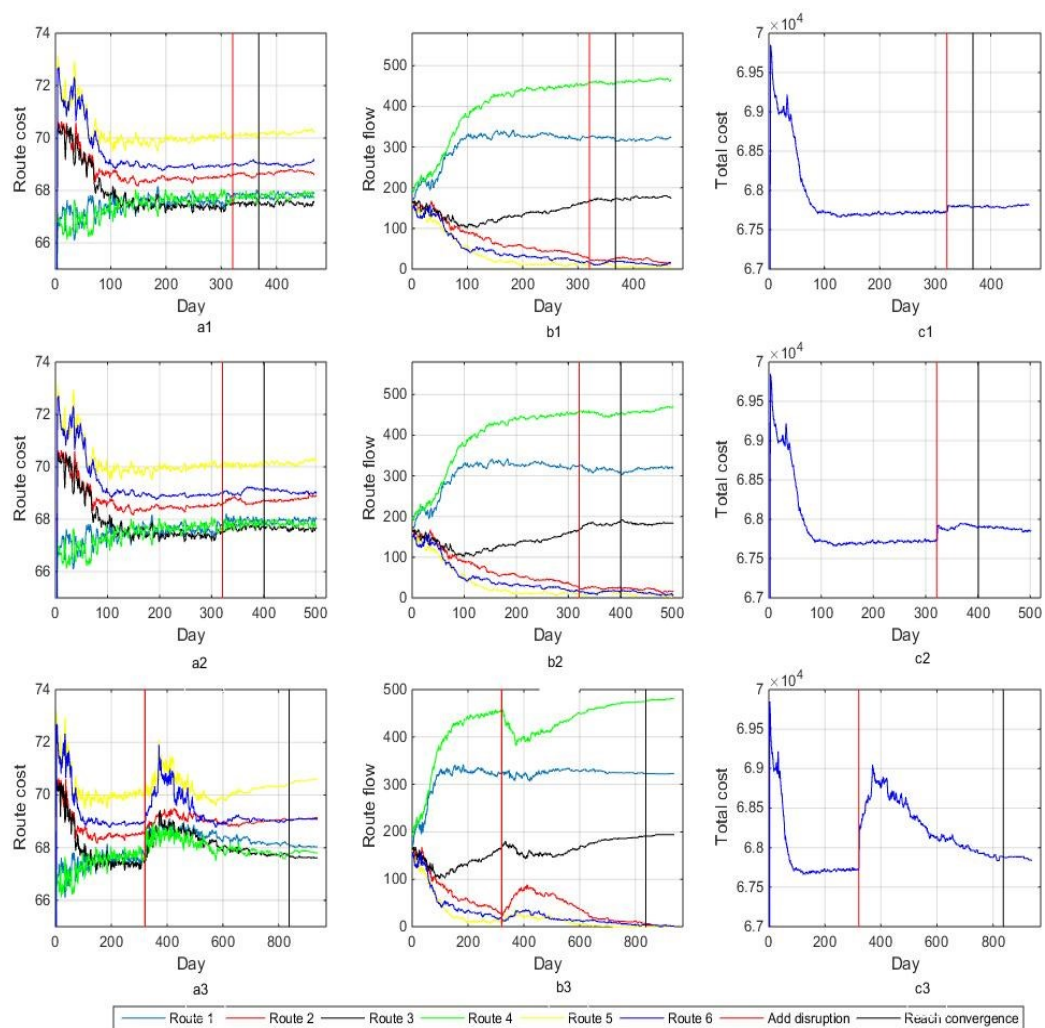 74
72
70
68
66
Route cost
0 100 200 300 400
Day
a1
500
400
300
200
100
0
Route flow
0 100 200 300 400
Day
b1
×10⁴
7
6.95
6.9
6.85
6.8
6.75
6.7
Total cost
0 100 200 300 400
Day
c1
74
72
70
68
66
Route cost
0 100 200 300 400 500
Day
a2
500
400
300
200
100
0
Route flow
0 100 200 300 400 500
Day
b2
×10⁴
7
6.95
6.9
6.85
6.8
6.75
6.7
Total cost
0 100 200 300 400 500
Day
c2
74
72
70
68
66
Route cost
0 200 400 600 800
Day
a3
500
400
300
200
100
0
Route flow
0 200 400 600 800
Day
b3
×10⁴
7
6.95
6.9
6.85
6.8
6.75
6.7
Total cost
0 200 400 600 800
Day
c3
Route 1 Route 2 Route 3 Route 4 Route 5 Route 6 Add disruption Reach convergence